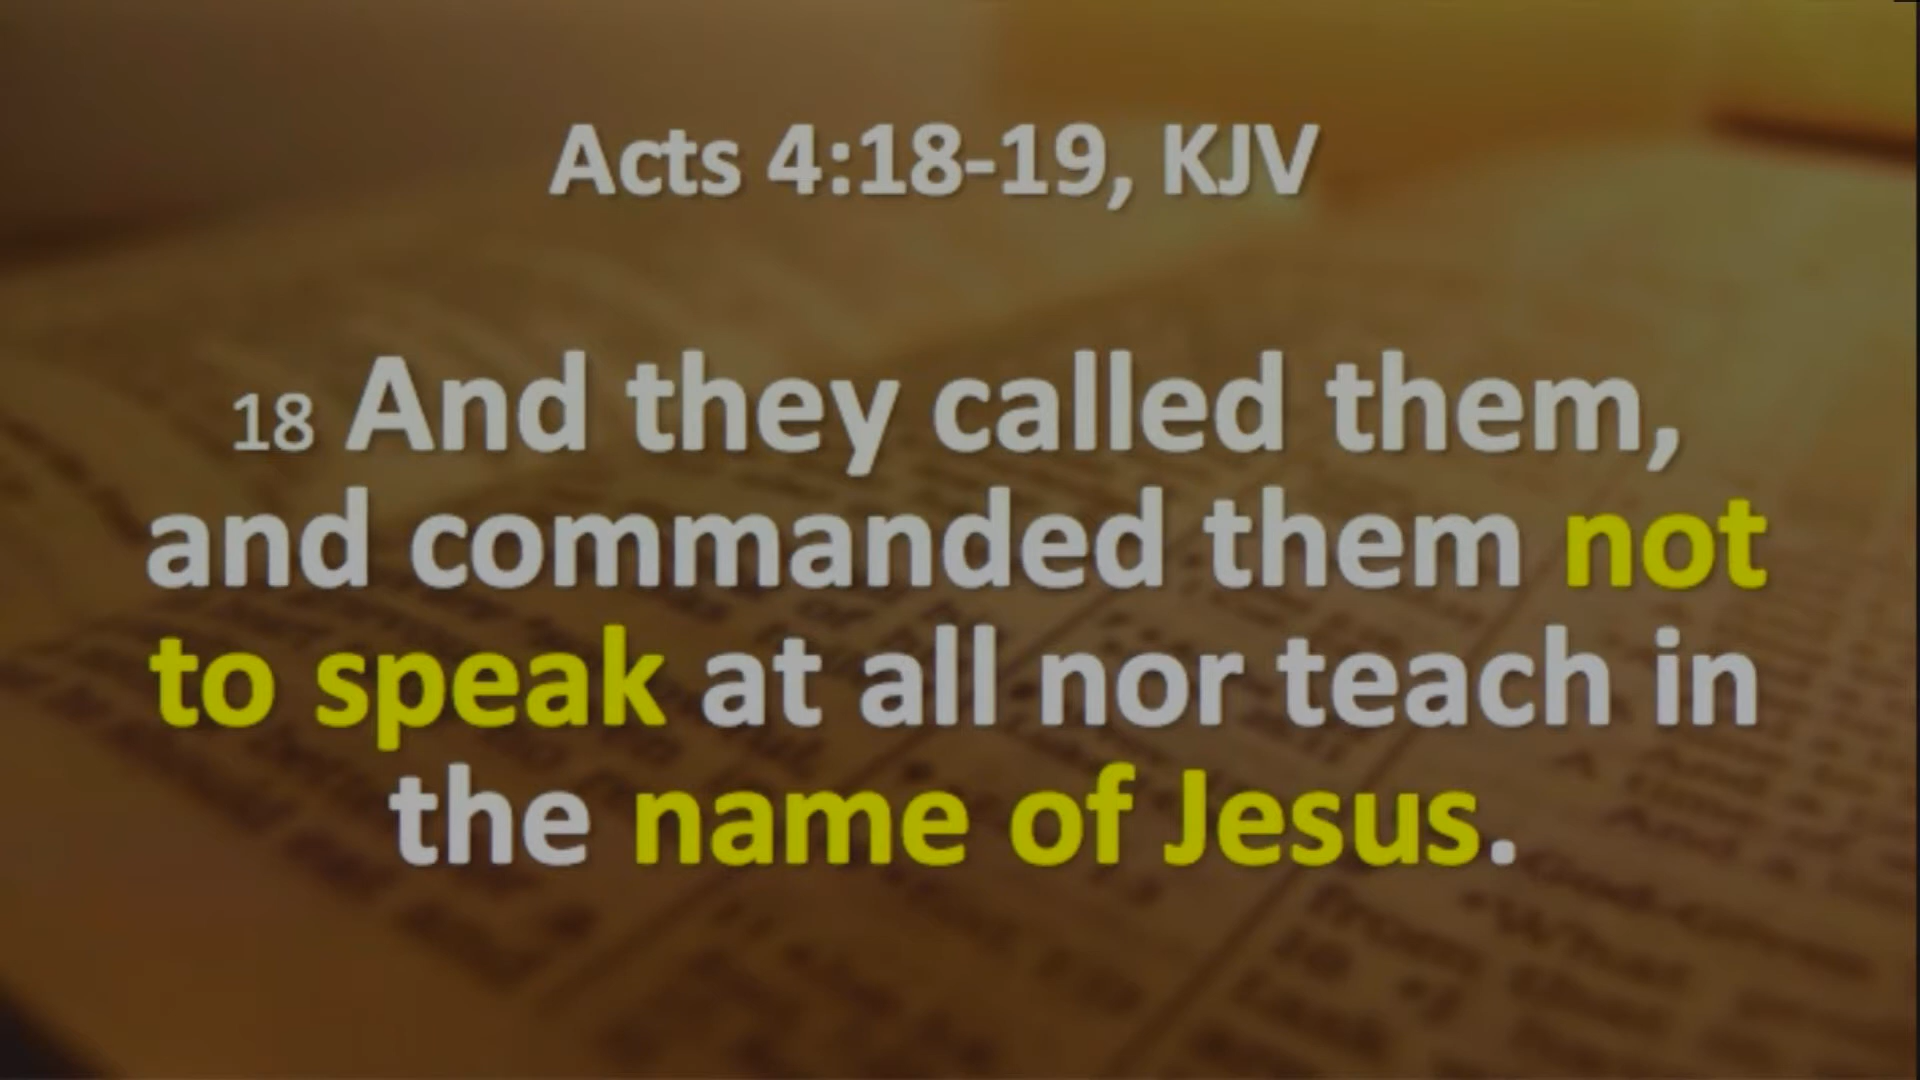 Acts 4:18-19, KJV
18 And they called them,
and commanded them not
to speak at all nor teach in
the name of Jesus.